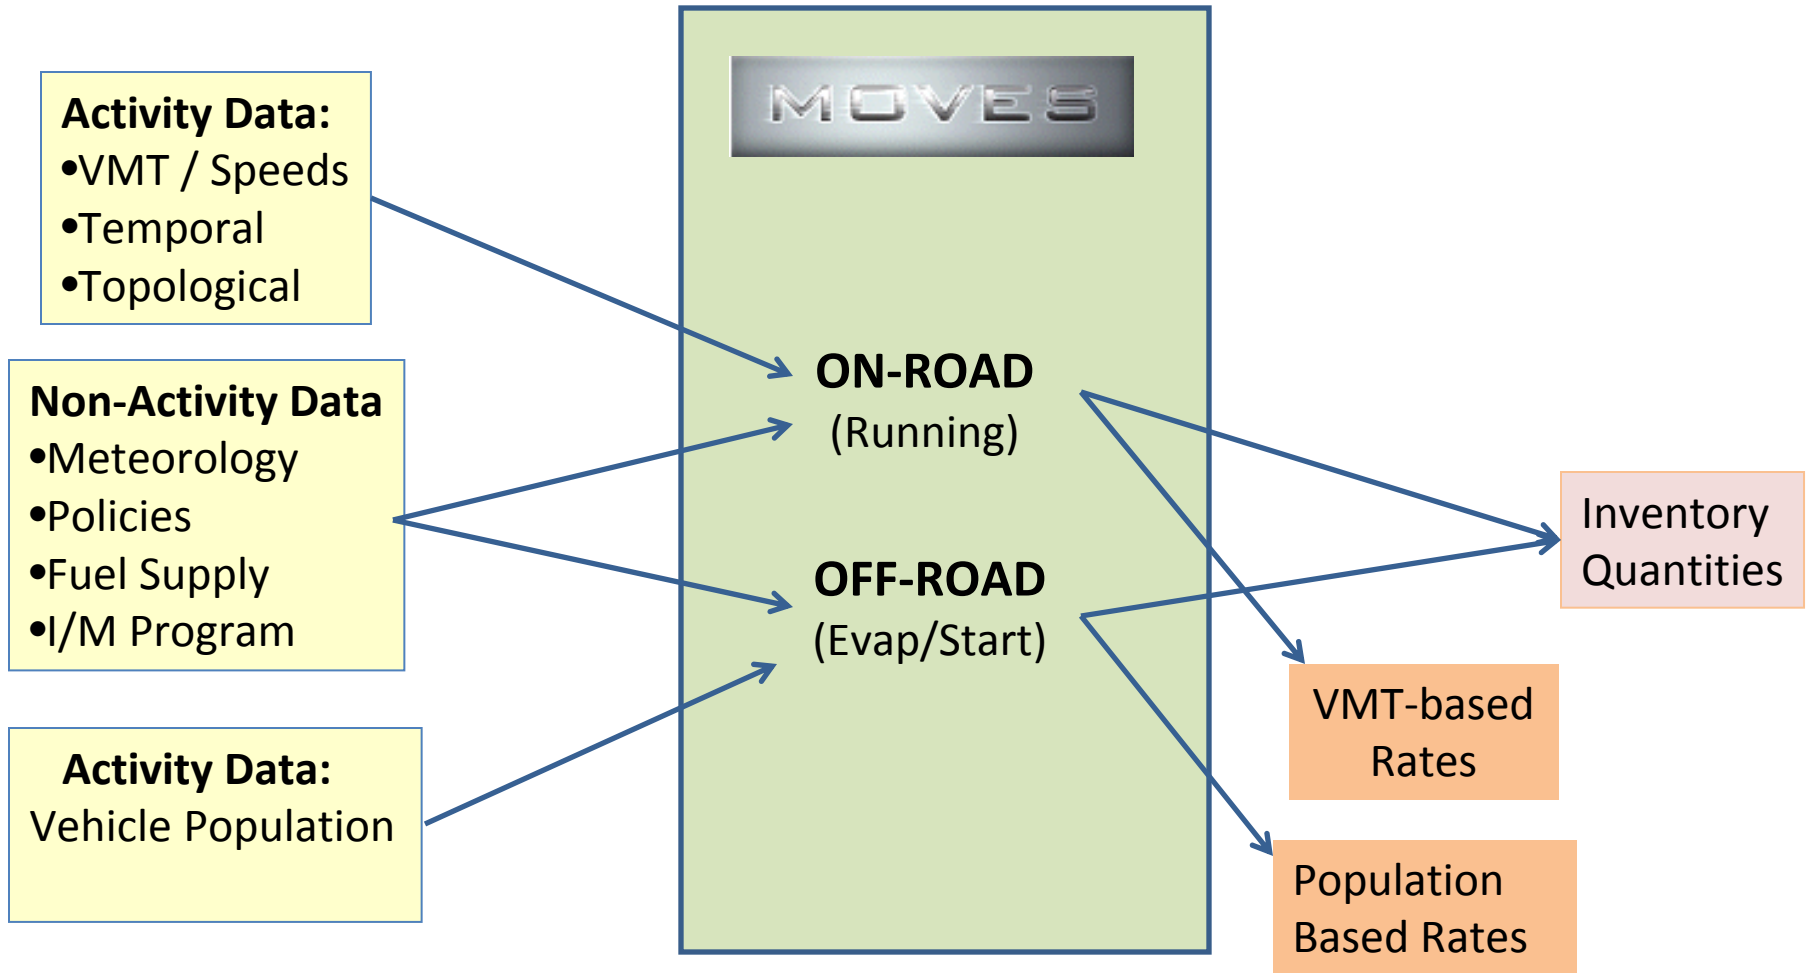 Activity Data:
•VMT / Speeds
•Temporal
•Topological
Non-Activity Data
•Meteorology
•Policies
•Fuel Supply
•I/M Program
Activity Data:
Vehicle Population
MOVES
ON-ROAD
(Running)
OFF-ROAD
(Evap/Start)
Inventory
Quantities
VMT-based
Rates
Population
Based Rates